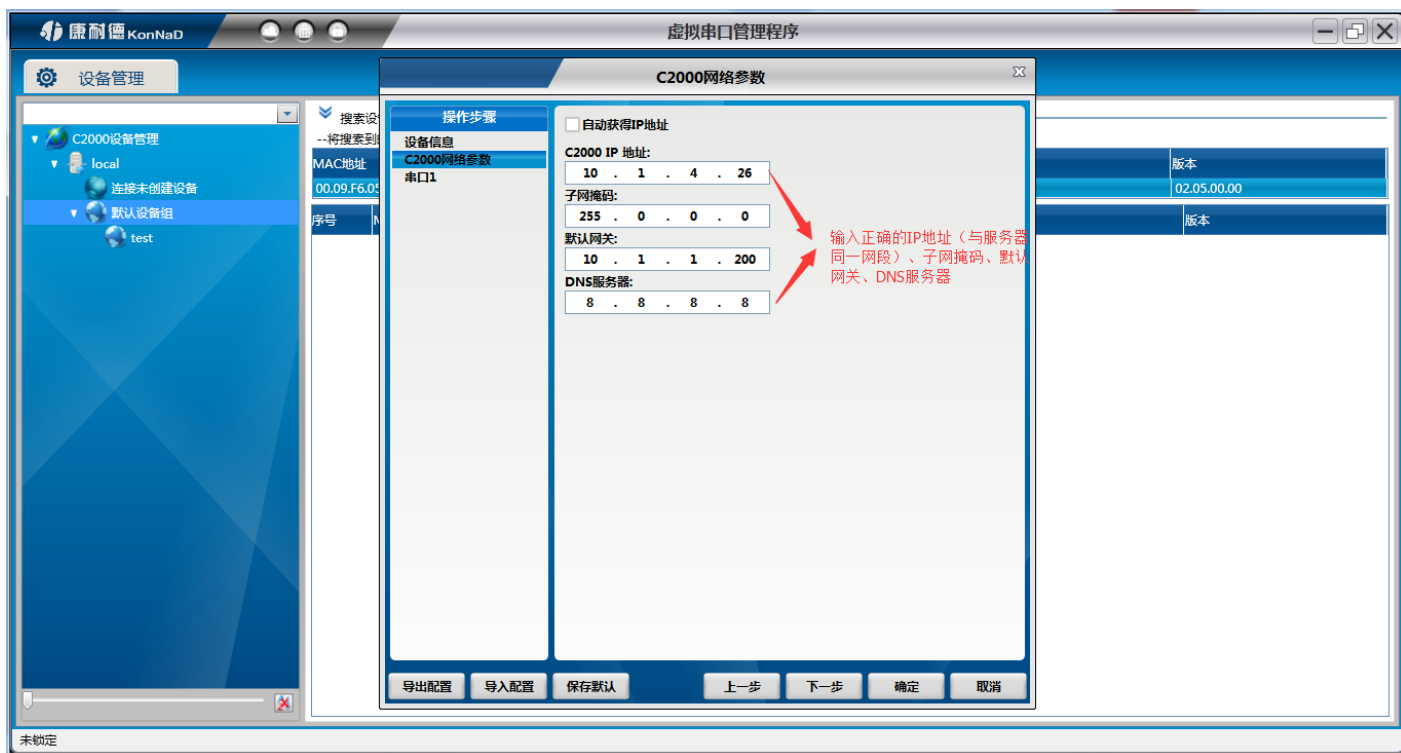 康耐德 KonNaD
虚拟串口管理程序
设备管理
C2000网络参数
C2000设备管理
local
连接未创建设备
默认设备组
test
搜索设
--将搜索到
MAC地址
版本
00.09.F6.05
02.05.00.00
序号
版本
操作步骤
设备信息
C2000网络参数
串口1
自动获得IP地址
C2000 IP 地址:
10 . 1 . 4 . 26
子网掩码:
255 . 0 . 0 . 0
默认网关:
10 . 1 . 1 . 200
DNS服务器:
8 . 8 . 8 . 8
输入正确的IP地址（与服务器
同一网段）、子网掩码、默认
网关、DNS服务器
导出配置
导入配置
保存默认
上一步
下一步
确定
取消
未锁定